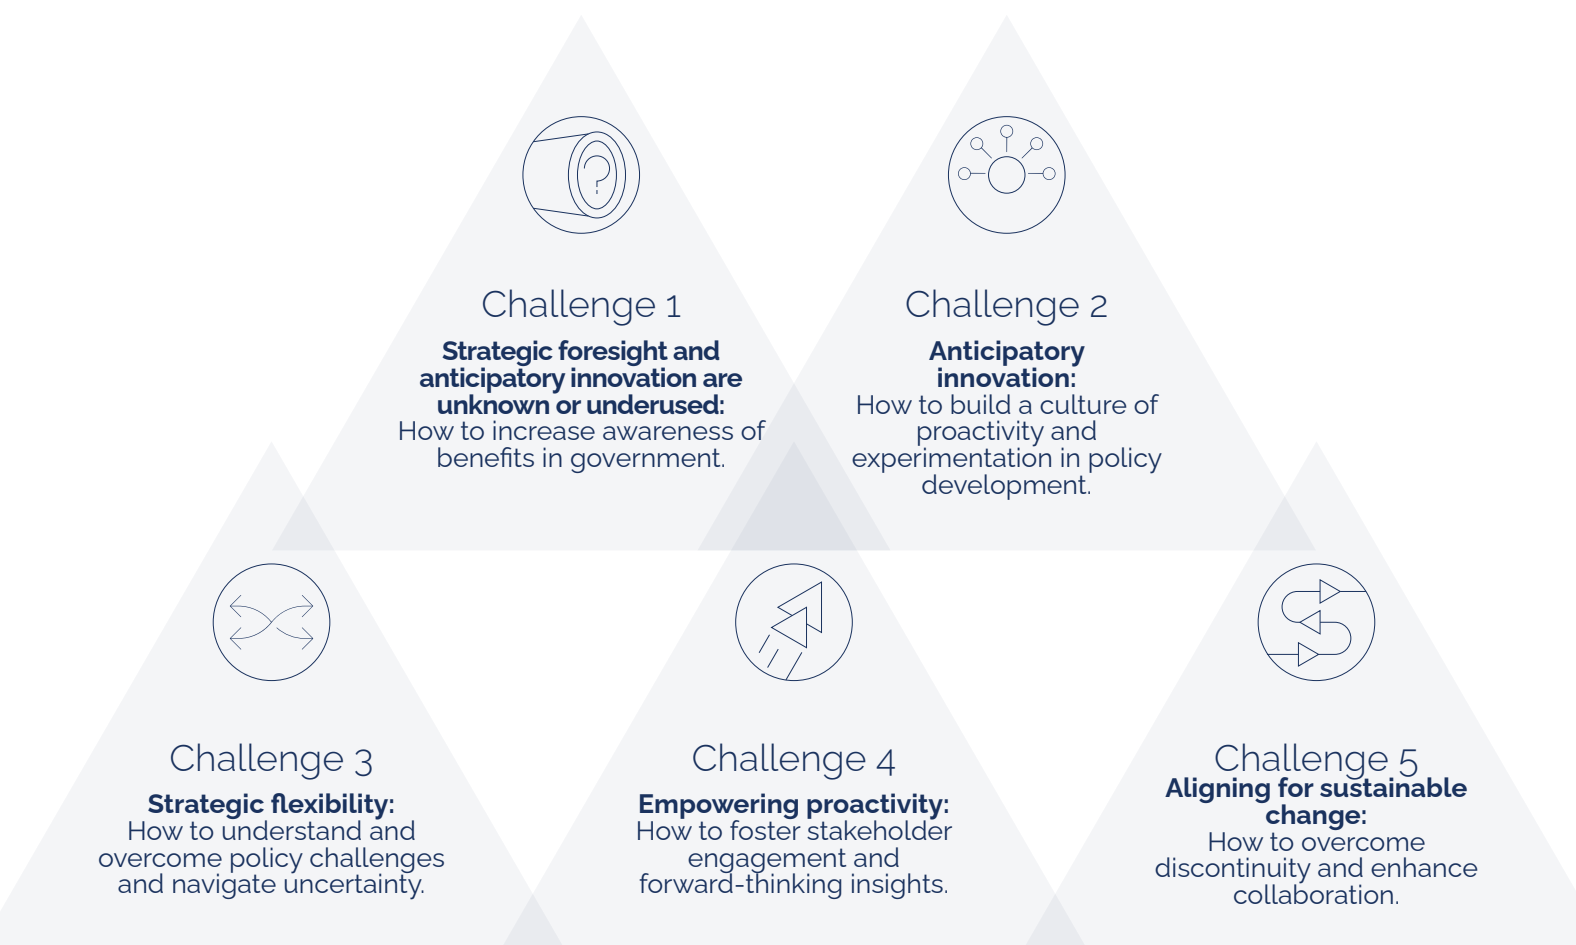 Challenge 1
Strategic foresight and
anticipatory innovation are
unknown or underused:
How to increase awareness of
benefits in government.
Challenge 2
Anticipatory
innovation:
How to build a culture of
proactivity and
experimentation in policy
development.
Challenge 3
Strategic flexibility:
How to understand and
overcome policy challenges
and navigate uncertainty.
Challenge 4
Empowering proactivity:
How to foster stakeholder
engagement and
forward-thinking insights.
Challenge 5
Aligning for sustainable
change:
How to overcome
discontinuity and enhance
collaboration.